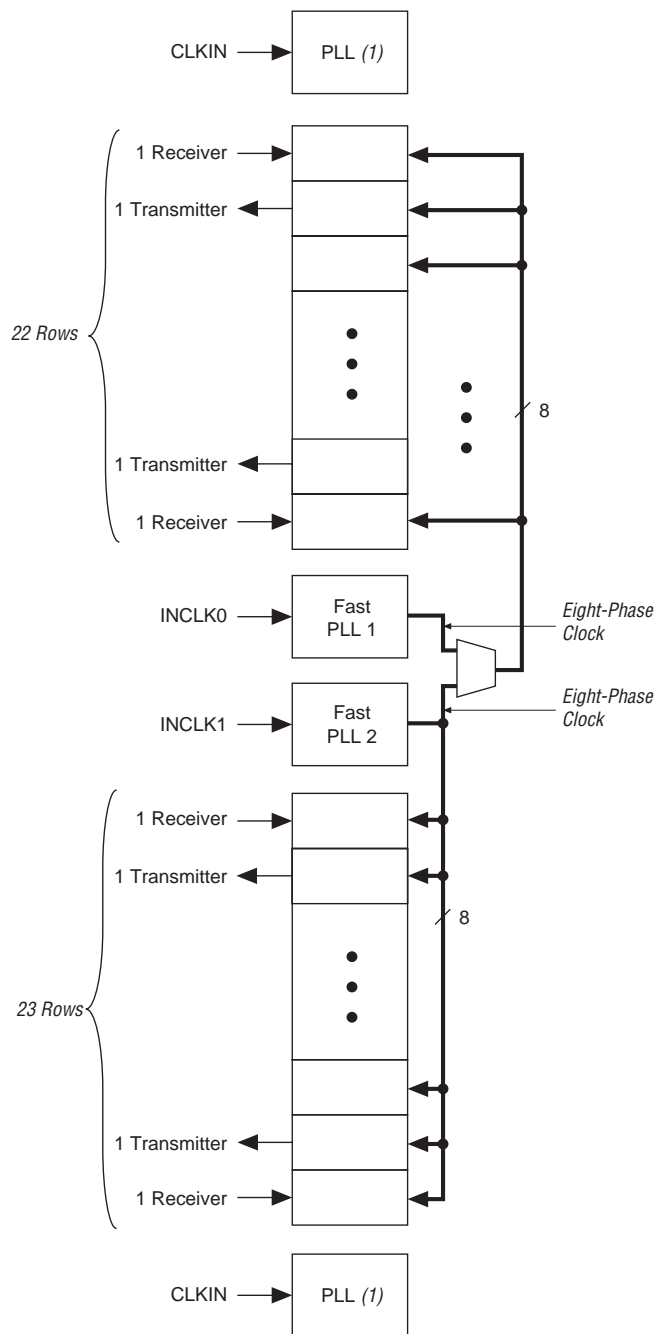 CLKIN
PLL (1)
1 Receiver
1 Transmitter
22 Rows
8
1 Transmitter
1 Receiver
INCLK0
Fast
PLL 1
Eight-Phase
Clock
INCLK1
Fast
PLL 2
Eight-Phase
Clock
1 Receiver
1 Transmitter
8
23 Rows
1 Transmitter
1 Receiver
CLKIN
PLL (1)